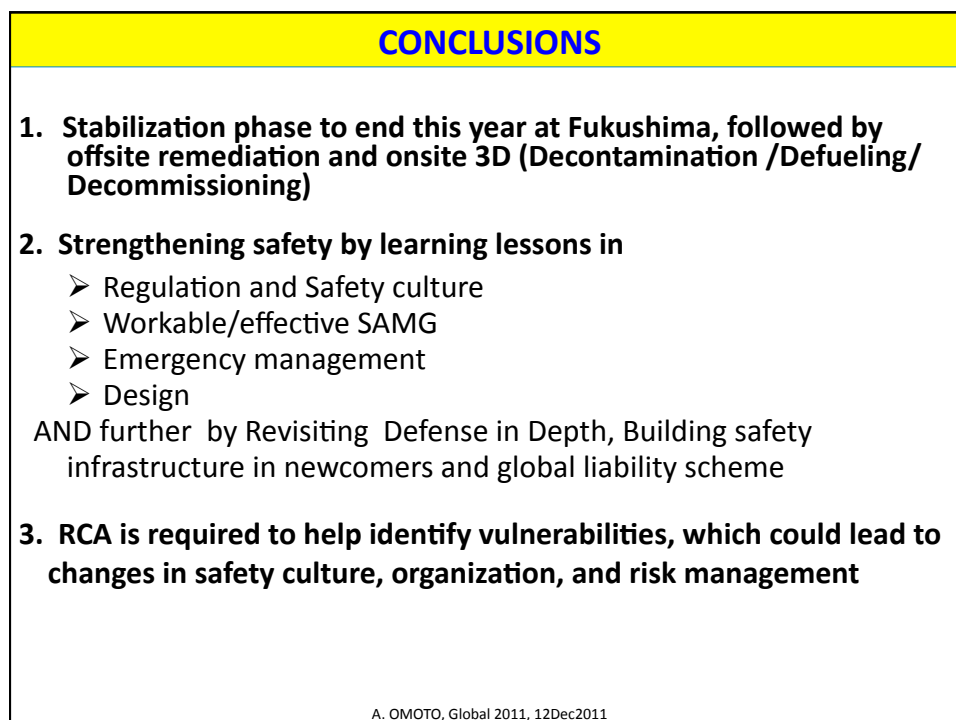 CONCLUSIONS
1. Stabilization phase to end this year at Fukushima, followed by
offsite remediation and onsite 3D (Decontamination /Defueling/
Decommissioning)
2. Strengthening safety by learning lessons in
➢ Regulation and Safety culture
➢ Workable/effective SAMG
➢ Emergency management
➢ Design
AND further by Revisiting Defense in Depth, Building safety
infrastructure in newcomers and global liability scheme
3. RCA is required to help identify vulnerabilities, which could lead to
changes in safety culture, organization, and risk management
A. OMOTO, Global 2011, 12Dec2011